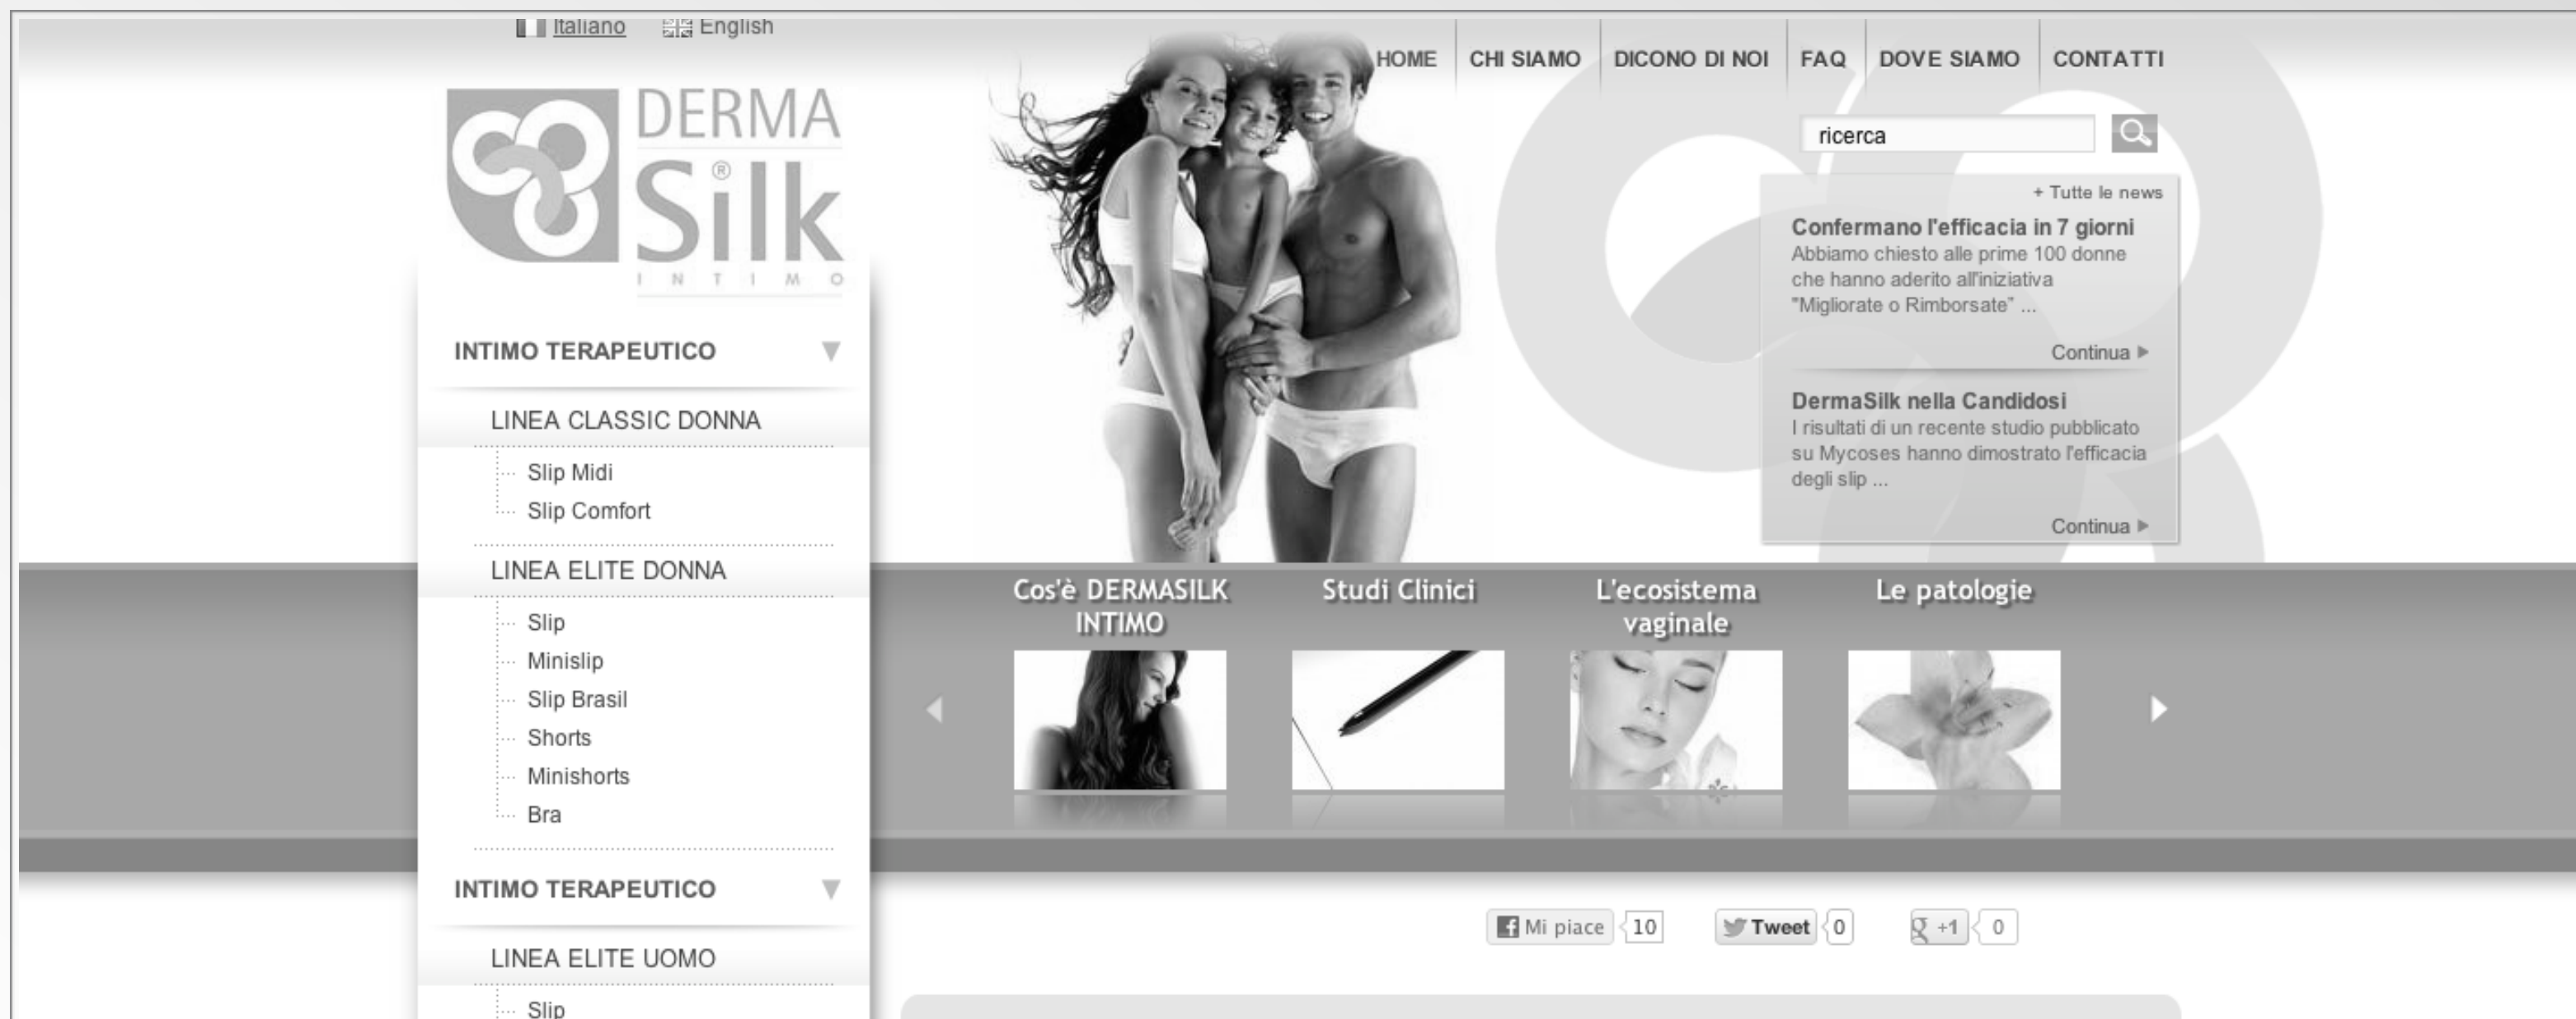 Italiano
English
HOME
CHI SIAMO
DICONO DI NOI
FAQ
DOVE SIAMO
CONTATTI
DERMA
Silk®
INTIMO
ricerca
+ Tutte le news
Confermano l'efficacia in 7 giorni
Abbiamo chiesto alle prime 100 donne
che hanno aderito all'iniziativa
"Migliorate o Rimborsate" ...
Continua
DermaSilk nella Candidosi
I risultati di un recente studio pubblicato
su Mycoses hanno dimostrato l'efficacia
degli slip ...
Continua
INTIMO TERAPEUTICO
LINEA CLASSIC DONNA
Slip Midi
Slip Comfort
LINEA ELITE DONNA
Slip
Minislip
Slip Brasil
Shorts
Minishorts
Bra
INTIMO TERAPEUTICO
LINEA ELITE UOMO
Slip
Cos'è DERMASILK
INTIMO
Studi Clinici
L'ecosistema
vaginale
Le patologie
Mi piace 10
Tweet 0
g +1 0